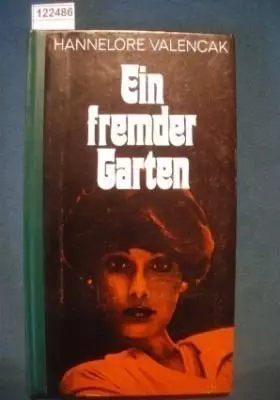 122486
HANNELORE VALENCAK
Ein
fremder
Garten